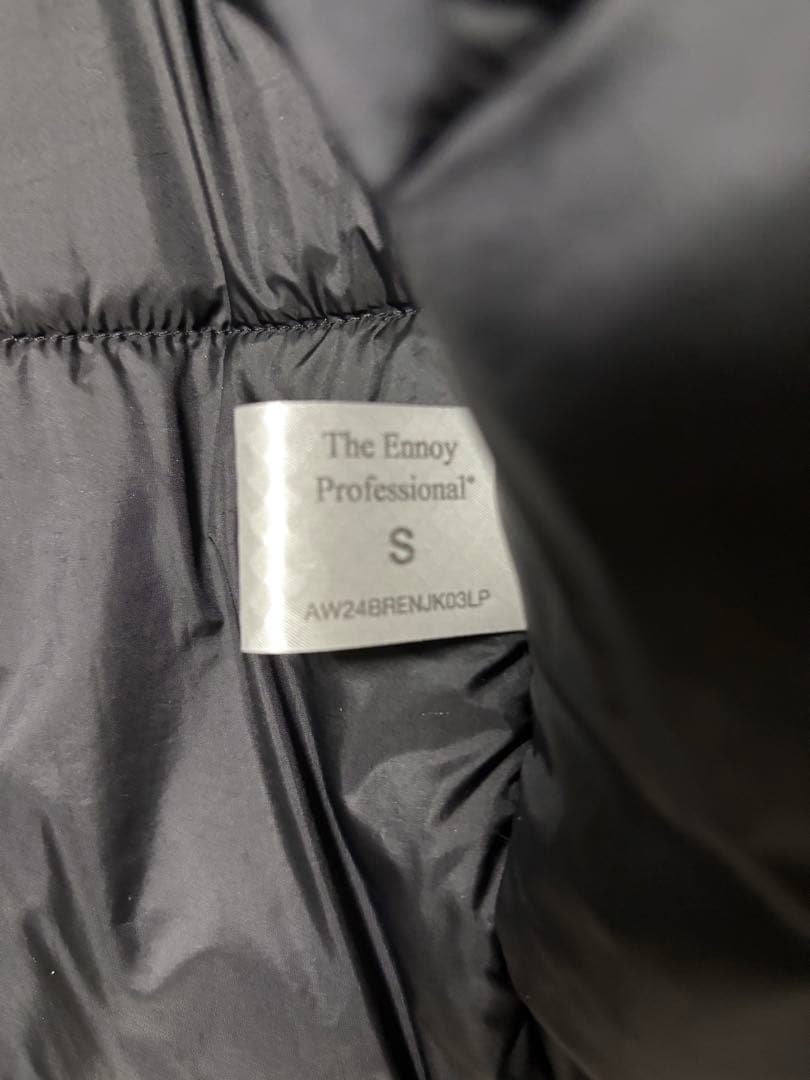 The Ennoy
Professional®
S
AW24BRENJK03LP